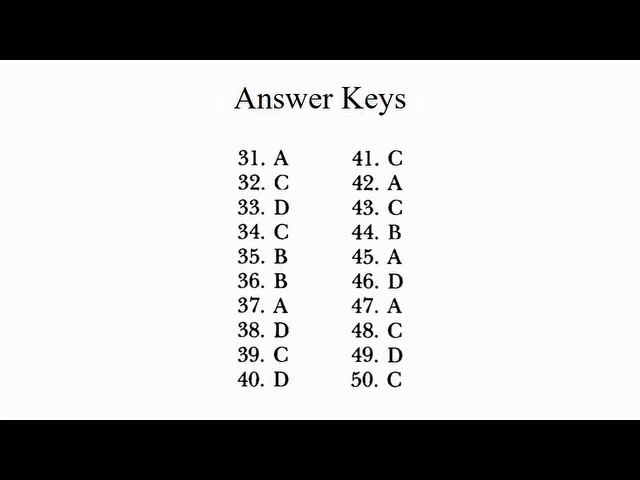 Answer Keys
31. A
32. C
33. D
34. C
35. B
36. B
37. A
38. D
39. C
40. D
41. C
42. A
43. C
44. B
45. A
46. D
47. A
48. C
49. D
50. C